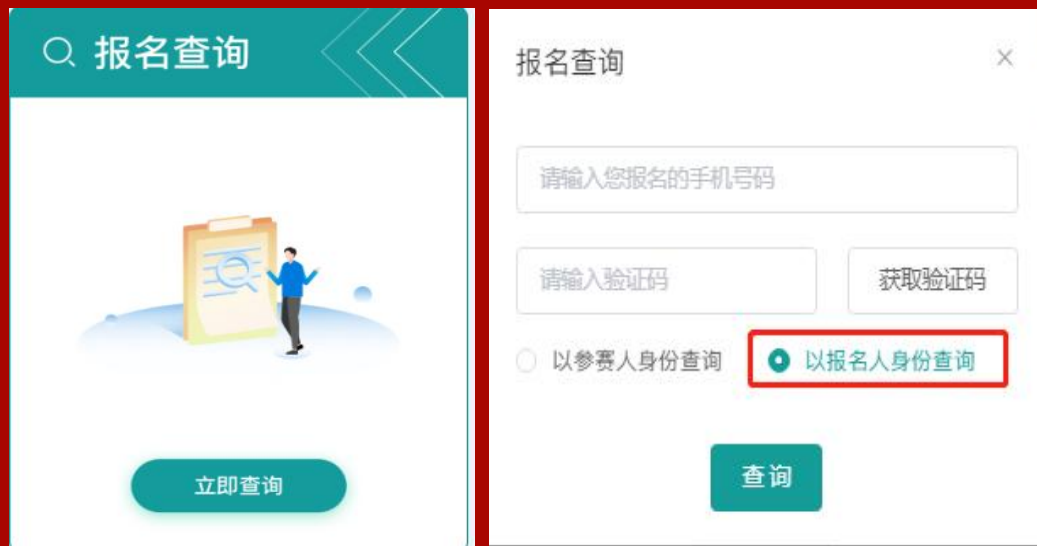 报名查询
立即查询
报名查询
请输入您报名的手机号码
请输入验证码 获取验证码
以参赛人身份查询 以报名人身份查询
查询